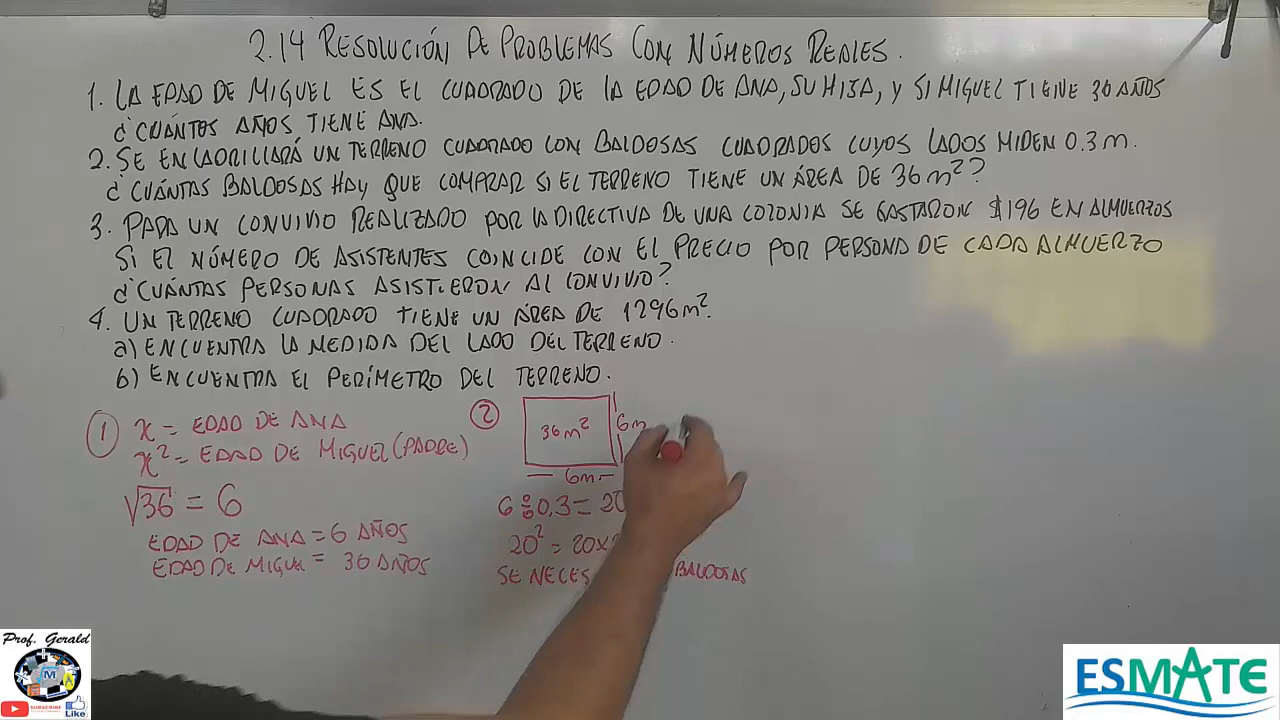 2.14 RESOLUCIÓN DE PROBLEMAS CON NÚMEROS REALES.
1. LA EDAD DE MIGUEL ES EL CUADRADO DE LA EDAD DE ANA, SU HIJA, Y SI MIGUEL TIENE 36 AÑOS
¿CUÁNTOS AÑOS TIENE ANA.
2. SE ENLADRILLARÁ UN TERRENO CUADRADO CON BALDOSAS CUADRADOS CUYOS LADOS MIDEN 0.3 m.
¿CUÁNTAS BALDOSAS HAY QUE COMPRAR SI EL TERRENO TIENE UN ÁREA DE 36 m²?
3. PARA UN CONVIVIO REALIZADO POR LA DIRECTIVA DE UNA COLONIA SE GASTARON $196 EN ALMUERZOS
SI EL NÚMERO DE ASISTENTES COINCIDE CON EL PRECIO POR PERSONA DE CADA ALMUERZO
¿CUÁNTAS PERSONAS ASISTIERON AL CONVIVIO?
4. UN TERRENO CUADRADO TIENE UN ÁREA DE 1296 m².
a) ENCUENTRA LA MEDIDA DEL LADO DEL TERRENO.
b) ENCUENTRA EL PERÍMETRO DEL TERRENO.
1 x = EDAD DE ANA
x² = EDAD DE MIGUEL (PADRE)
√36 = 6
EDAD DE ANA = 6 AÑOS
EDAD DE MIGUEL = 36 AÑOS
2
36 m²
6m
6m
6 ÷ 0.3 = 20
20² = 20 x
SE NECES BALDOSAS
Prof. Gerald
M
SUBSCRIBE
Like
ESMATE